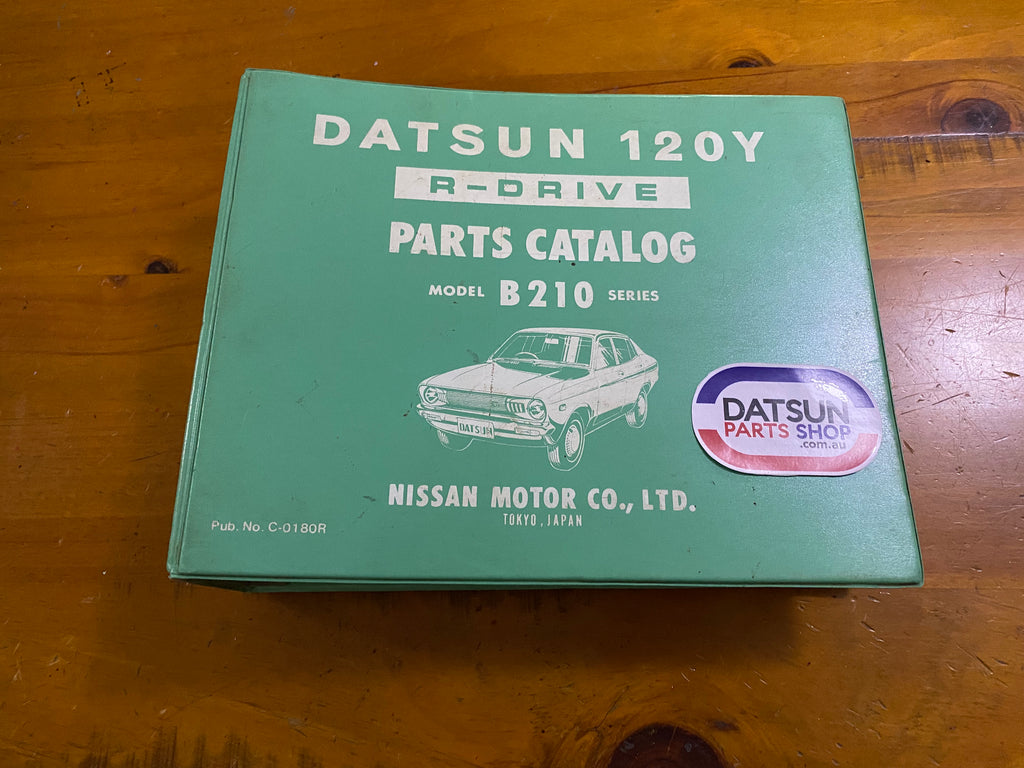 DATSUN 120Y
R-DRIVE
PARTS CATALOG
MODEL B210 SERIES
DATSUN
DATSUN
PARTS SHOP
.com.au
NISSAN MOTOR CO., LTD.
TOKYO, JAPAN
Pub. No. C-0180R